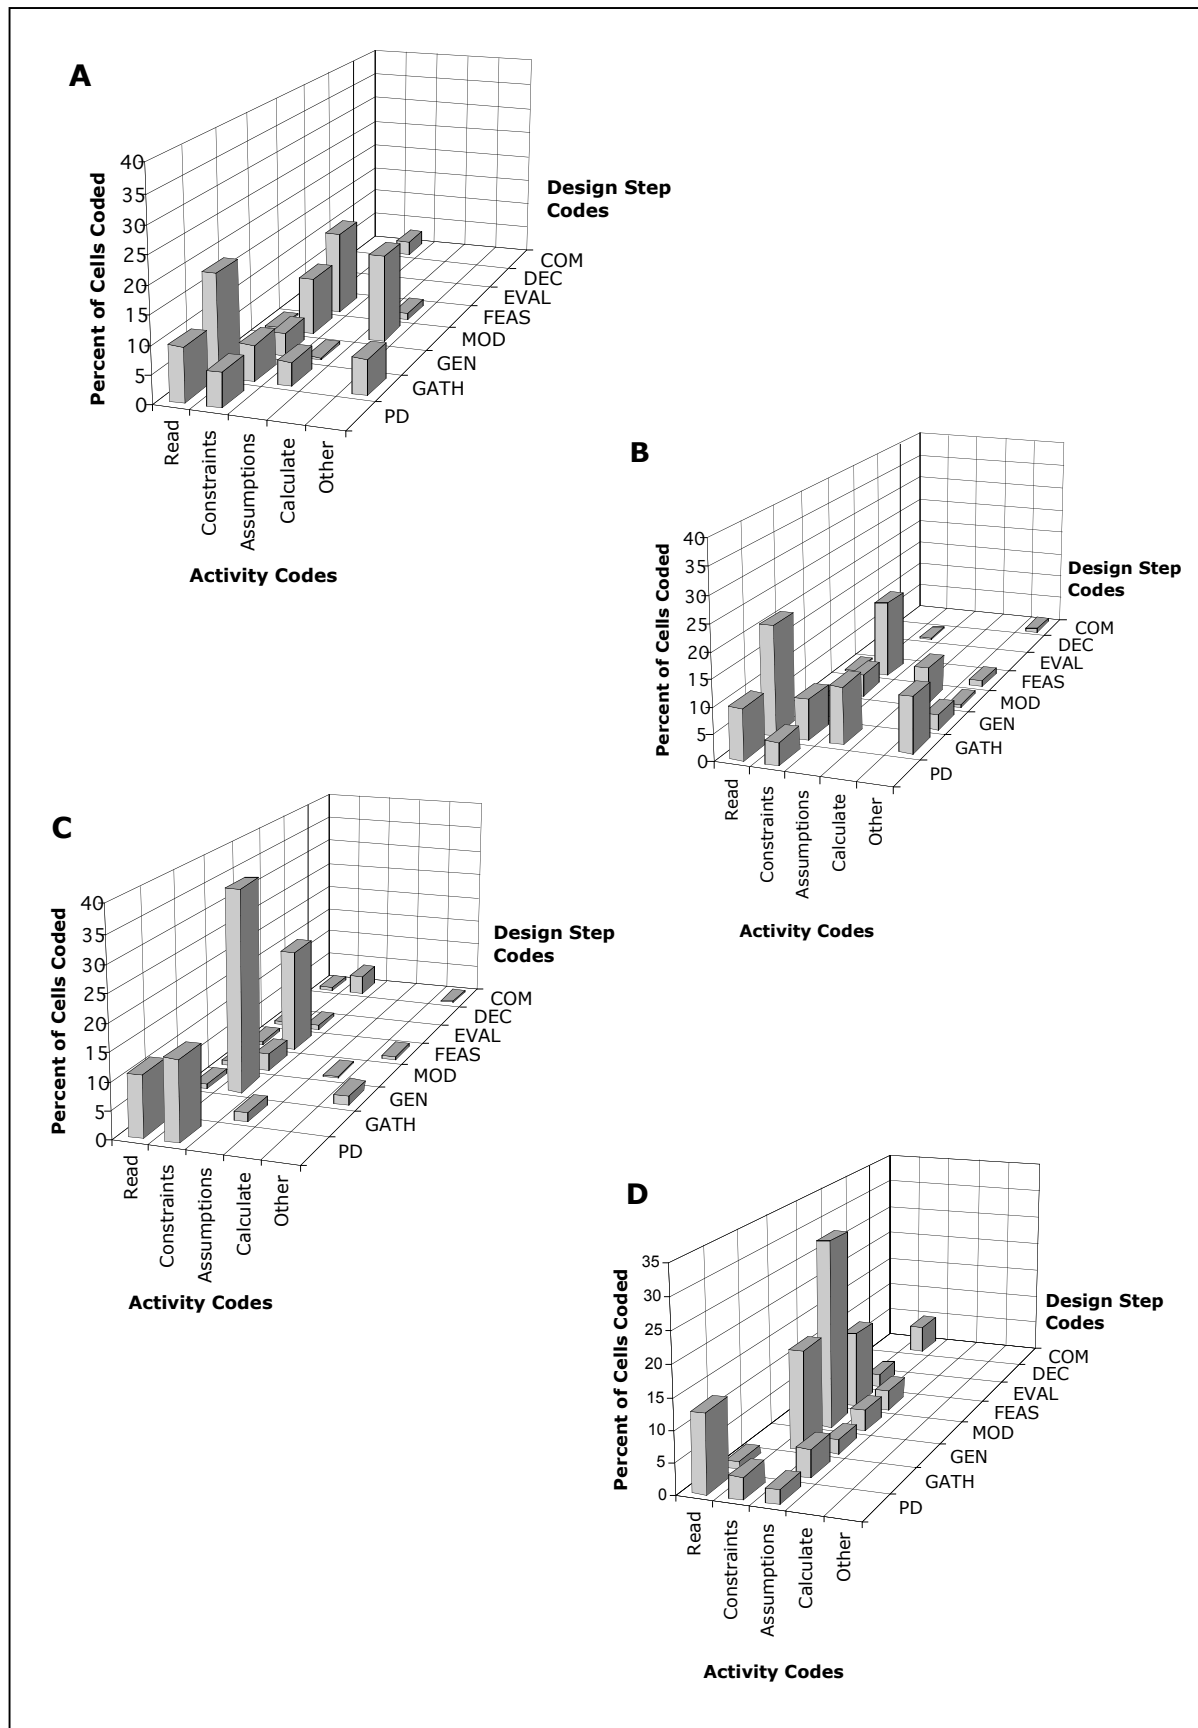 A
40
35
30
25
20
15
10
5
0
Percent of Cells Coded
Design Step
Codes
COM
DEC
EVAL
FEAS
MOD
GEN
GATH
PD
Read
Constraints
Assumptions
Calculate
Other
Activity Codes
B
40
35
30
25
20
15
10
5
0
Percent of Cells Coded
Design Step
Codes
COM
DEC
EVAL
FEAS
MOD
GEN
GATH
PD
Read
Constraints
Assumptions
Calculate
Other
Activity Codes
C
40
35
30
25
20
15
10
5
0
Percent of Cells Coded
Design Step
Codes
COM
DEC
EVAL
FEAS
MOD
GEN
GATH
PD
Read
Constraints
Assumptions
Calculate
Other
Activity Codes
D
35
30
25
20
15
10
5
0
Percent of Cells Coded
Design Step
Codes
COM
DEC
EVAL
FEAS
MOD
GEN
GATH
PD
Read
Constraints
Assumptions
Calculate
Other
Activity Codes